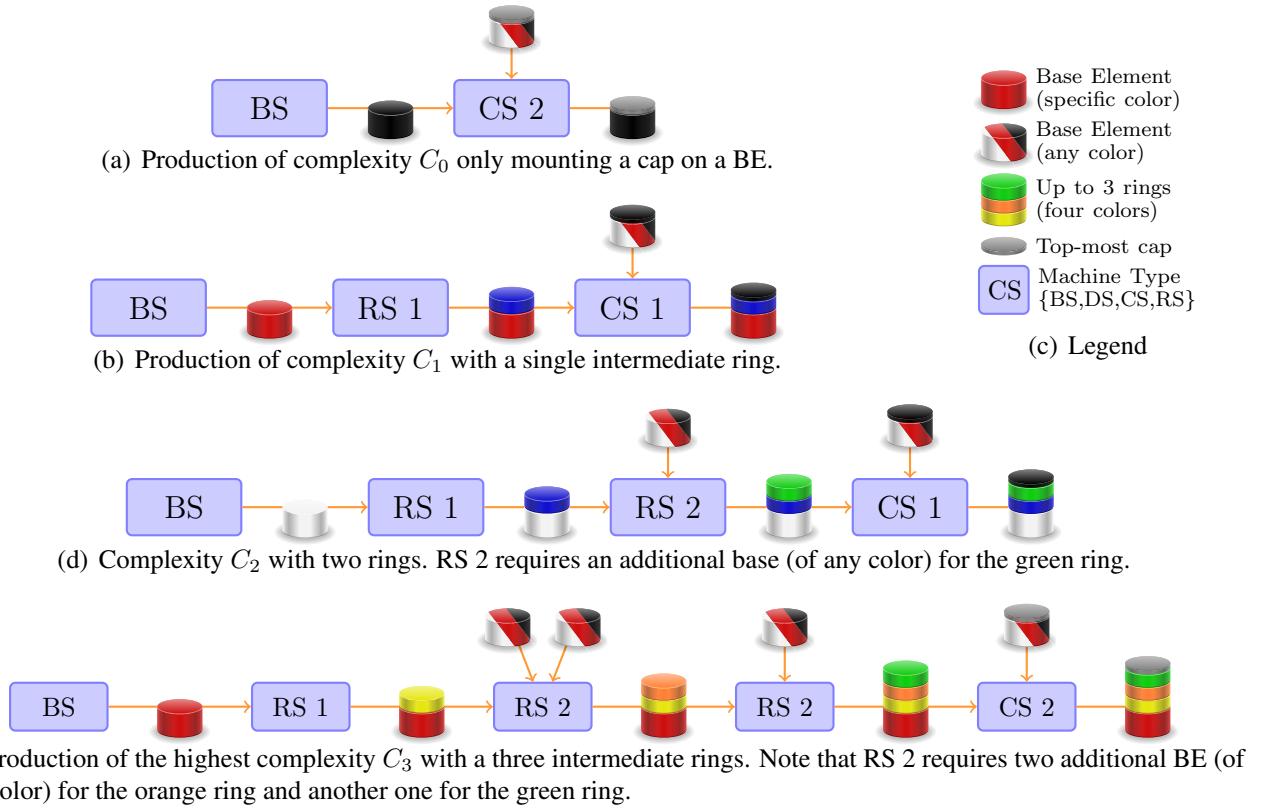 BS
CS 2
(a) Production of complexity C0 only mounting a cap on a BE.
BS
RS 1
CS 1
(b) Production of complexity C1 with a single intermediate ring.
Base Element
(specific color)
Base Element
(any color)
Up to 3 rings
(four colors)
Top-most cap
CS
Machine Type
{BS,DS,CS,RS}
(c) Legend
BS
RS 1
RS 2
CS 1
(d) Complexity C2 with two rings. RS 2 requires an additional base (of any color) for the green ring.
BS
RS 1
RS 2
RS 2
CS 2
roduction of the highest complexity C3 with a three intermediate rings. Note that RS 2 requires two additional BE (of
olor) for the orange ring and another one for the green ring.